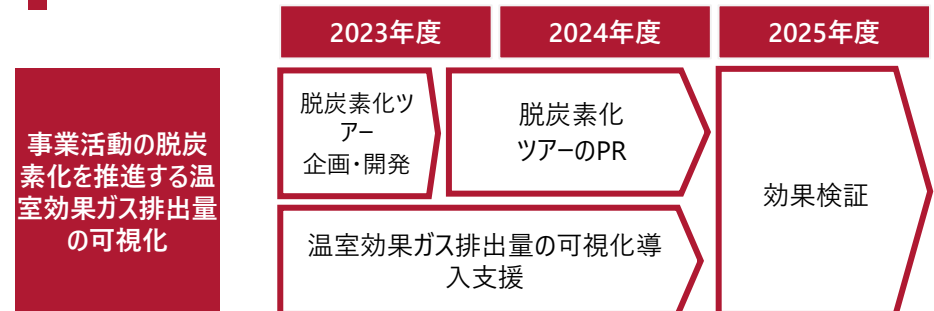 2023年度
2024年度
2025年度
事業活動の脱炭
素化を推進する温
室効果ガス排出量
の可視化
脱炭素化ツ
アー
企画・開発
脱炭素化
ツアーのPR
温室効果ガス排出量の可視化導
入支援
効果検証